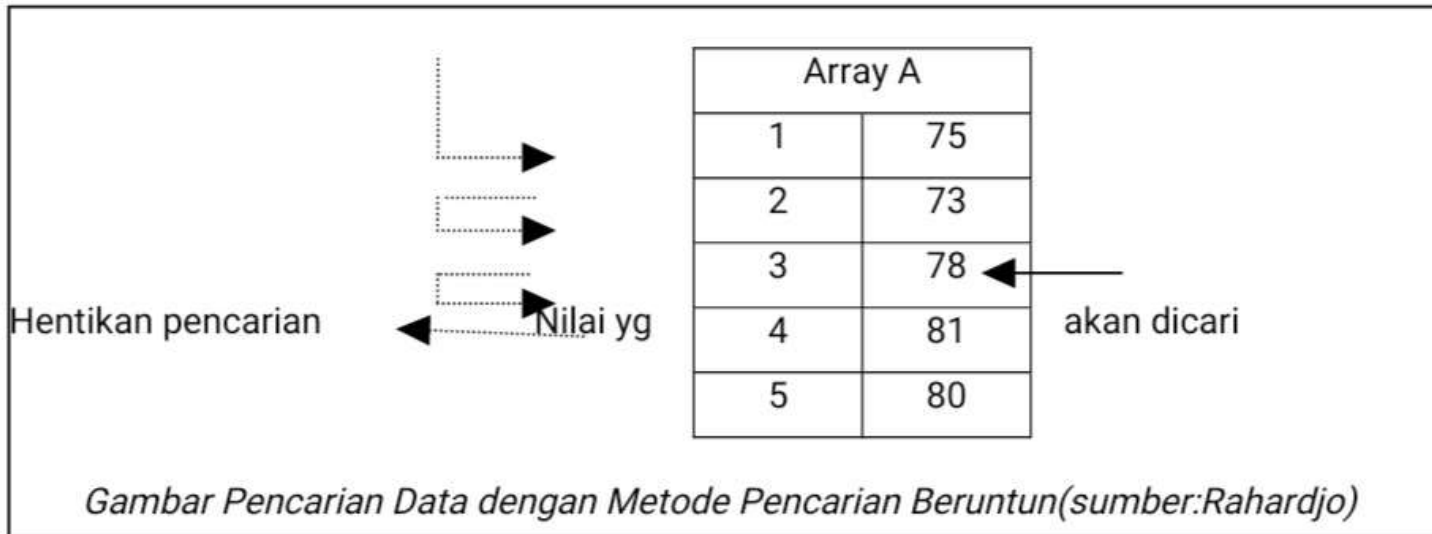 Array A
1 75
2 73
3 78
Hentikan pencarian Nilai yg 4 81 akan dicari
5 80
Gambar Pencarian Data dengan Metode Pencarian Beruntun(sumber:Rahardjo)